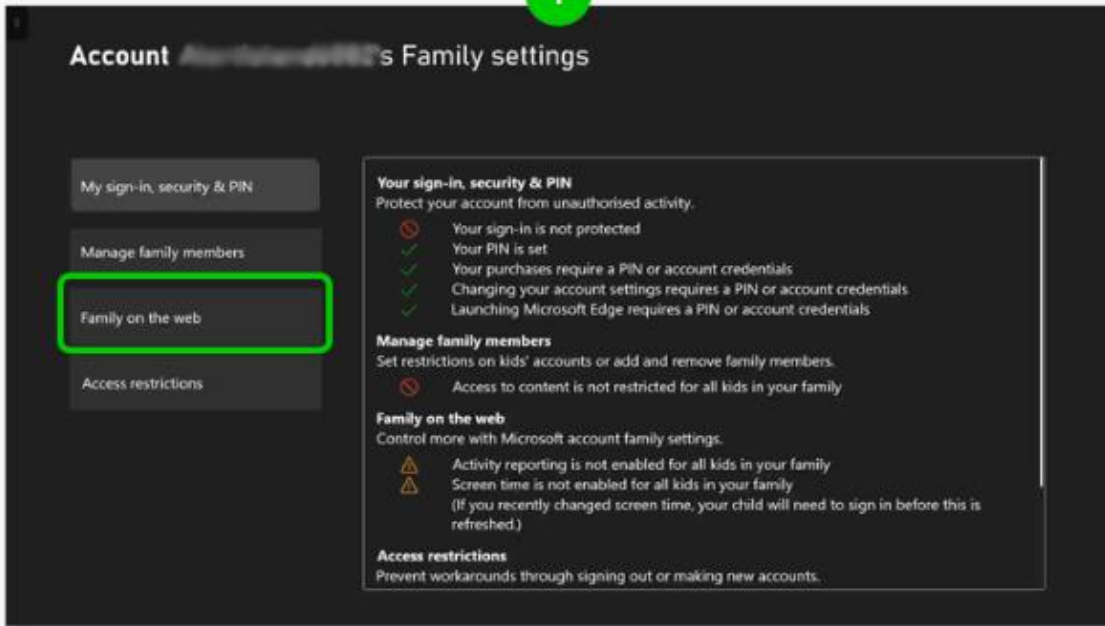 Account 's Family settings
My sign-in, security & PIN
Manage family members
Family on the web
Access restrictions
Your sign-in, security & PIN
Protect your account from unauthorised activity.
Your sign-in is not protected
Your PIN is set
Your purchases require a PIN or account credentials
Changing your account settings requires a PIN or account credentials
Launching Microsoft Edge requires a PIN or account credentials
Manage family members
Set restrictions on kids' accounts or add and remove family members.
Access to content is not restricted for all kids in your family
Family on the web
Control more with Microsoft account family settings.
Activity reporting is not enabled for all kids in your family
Screen time is not enabled for all kids in your family
(If you recently changed screen time, your child will need to sign in before this is
refreshed.)
Access restrictions
Prevent workarounds through signing out or making new accounts.